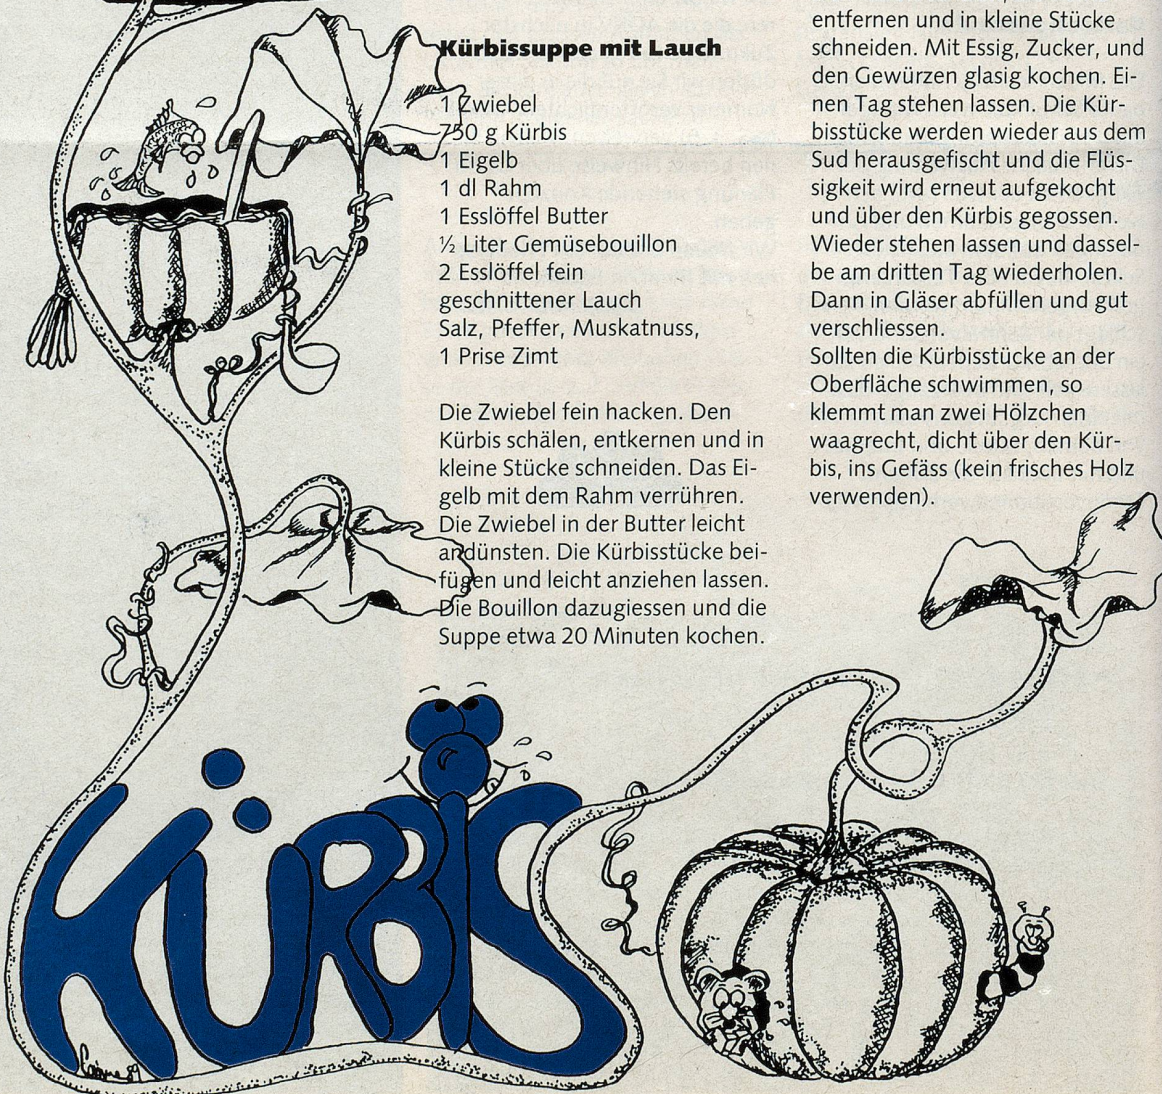 Kürbissuppe mit Lauch
1 Zwiebel
750 g Kürbis
1 Eigelb
1 dl Rahm
1 Esslöffel Butter
½ Liter Gemüsebouillon
2 Esslöffel fein
geschnittener Lauch
Salz, Pfeffer, Muskatnuss,
1 Prise Zimt
Die Zwiebel fein hacken. Den
Kürbis schälen, entkernen und in
kleine Stücke schneiden. Das Ei-
gelb mit dem Rahm verrühren.
Die Zwiebel in der Butter leicht
andünsten. Die Kürbisstücke bei-
fügen und leicht anziehen lassen.
Die Bouillon dazugiessen und die
Suppe etwa 20 Minuten kochen.
entfernen und in kleine Stücke
schneiden. Mit Essig, Zucker, und
den Gewürzen glasig kochen. Ei-
nen Tag stehen lassen. Die Kür-
bisstücke werden wieder aus dem
Sud herausgefischt und die Flüs-
sigkeit wird erneut aufgekocht
und über den Kürbis gegossen.
Wieder stehen lassen und dassel-
be am dritten Tag wiederholen.
Dann in Gläser abfüllen und gut
verschliessen.
Sollten die Kürbisstücke an der
Oberfläche schwimmen, so
klemmt man zwei Hölzchen
waagrecht, dicht über den Kür-
bis, ins Gefäss (kein frisches Holz
verwenden).
KÜRBIS